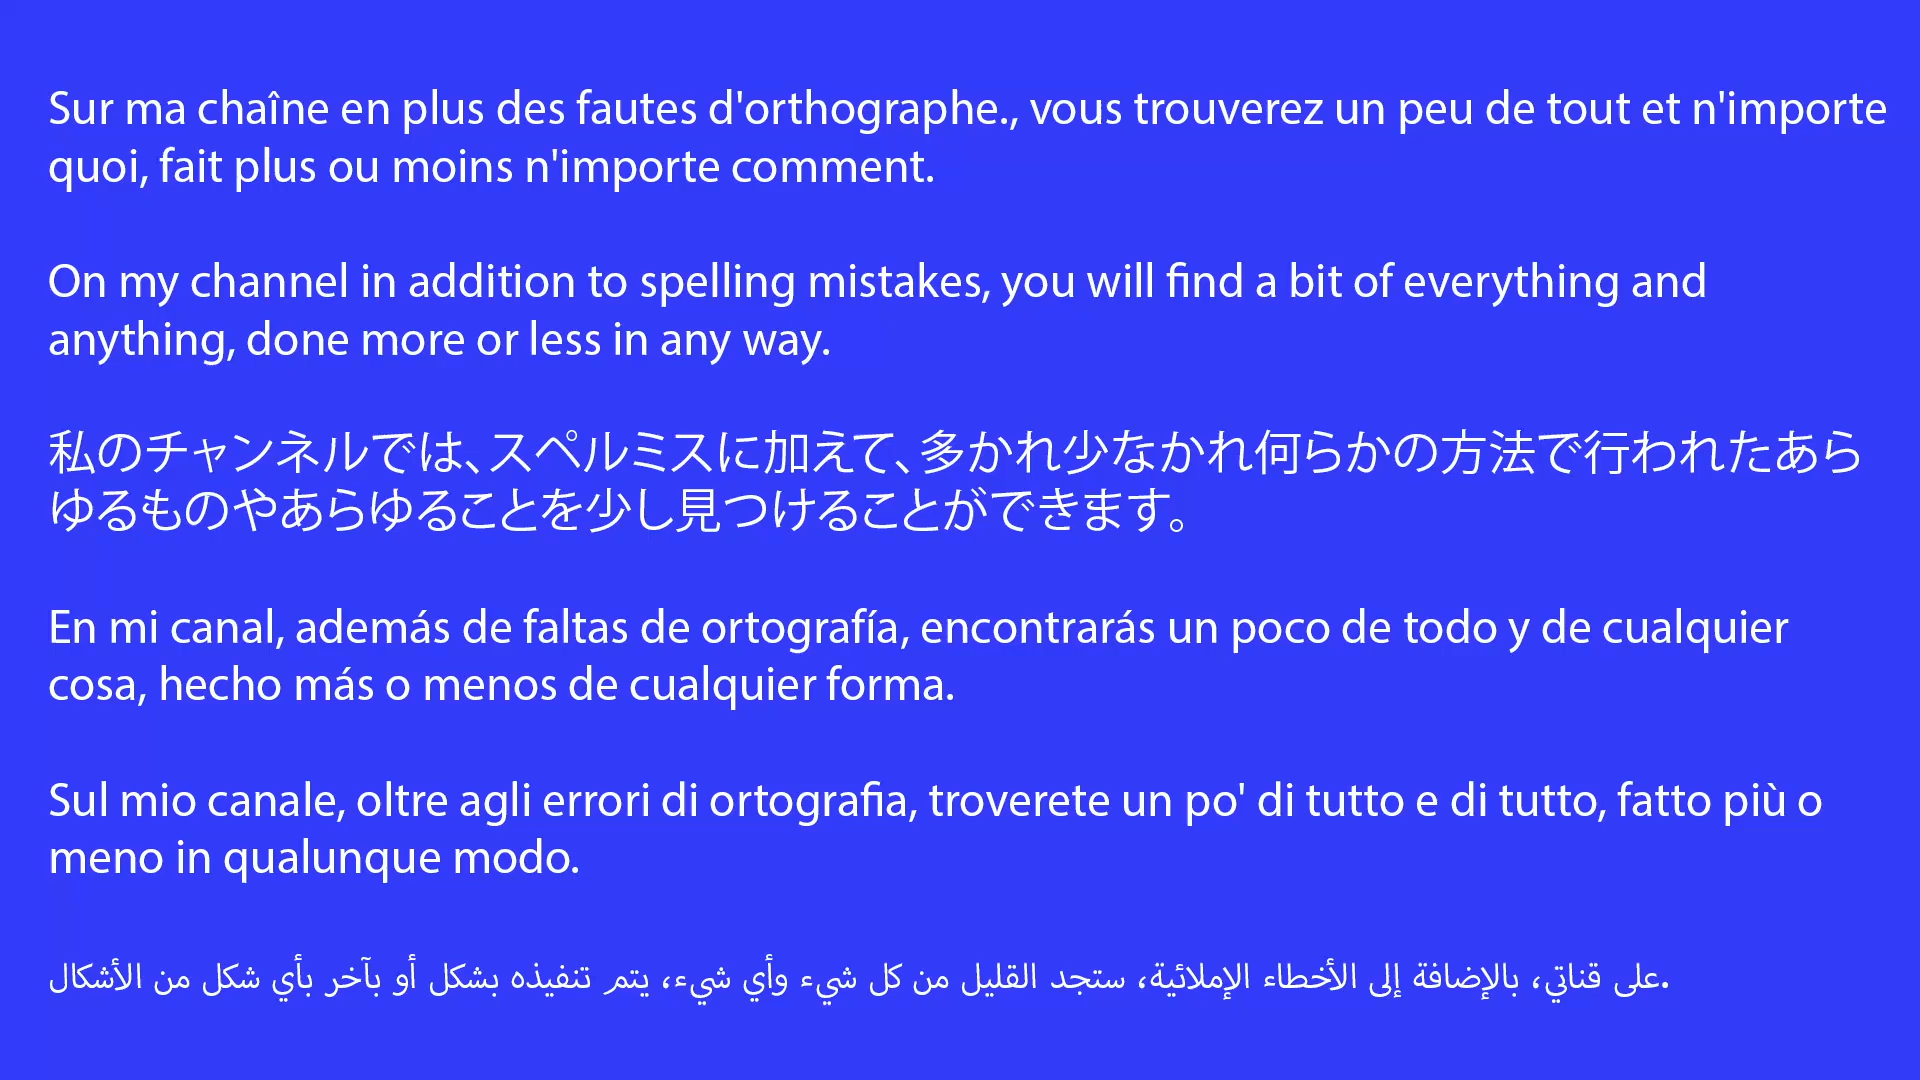 Sur ma chaîne en plus des fautes d'orthographe., vous trouverez un peu de tout et n'importe
quoi, fait plus ou moins n'importe comment.
On my channel in addition to spelling mistakes, you will find a bit of everything and
anything, done more or less in any way.
私のチャンネルでは、スペルミスに加えて、多かれ少なかれ何らかの方法で行われたあら
ゆるものやあらゆることを少し見つけることができます。
En mi canal, además de faltas de ortografía, encontrarás un poco de todo y de cualquier
cosa, hecho más o menos de cualquier forma.
Sul mio canale, oltre agli errori di ortografia, troverete un po' di tutto e di tutto, fatto più o
meno in qualunque modo.
على قناتي، بالإضافة إلى الأخطاء الإملائية، ستجد القليل من كل شيء وأي شيء، يتم تنفيذه بشكل أو بآخر بأي شكل من الأشكال.